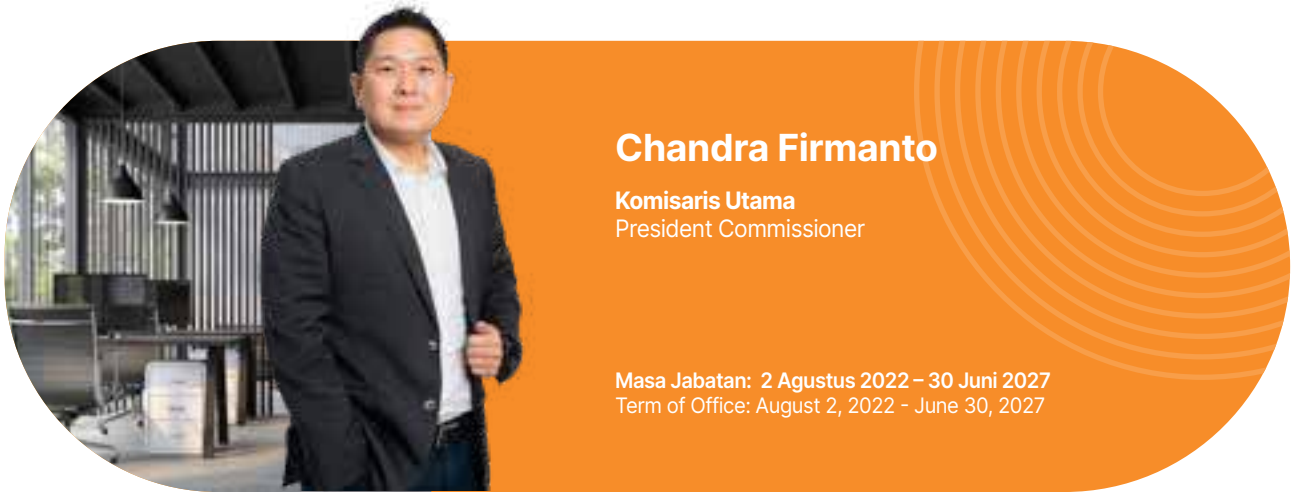 Chandra Firmanto
Komisaris Utama
President Commissioner
Masa Jabatan: 2 Agustus 2022 – 30 Juni 2027
Term of Office: August 2, 2022 - June 30, 2027